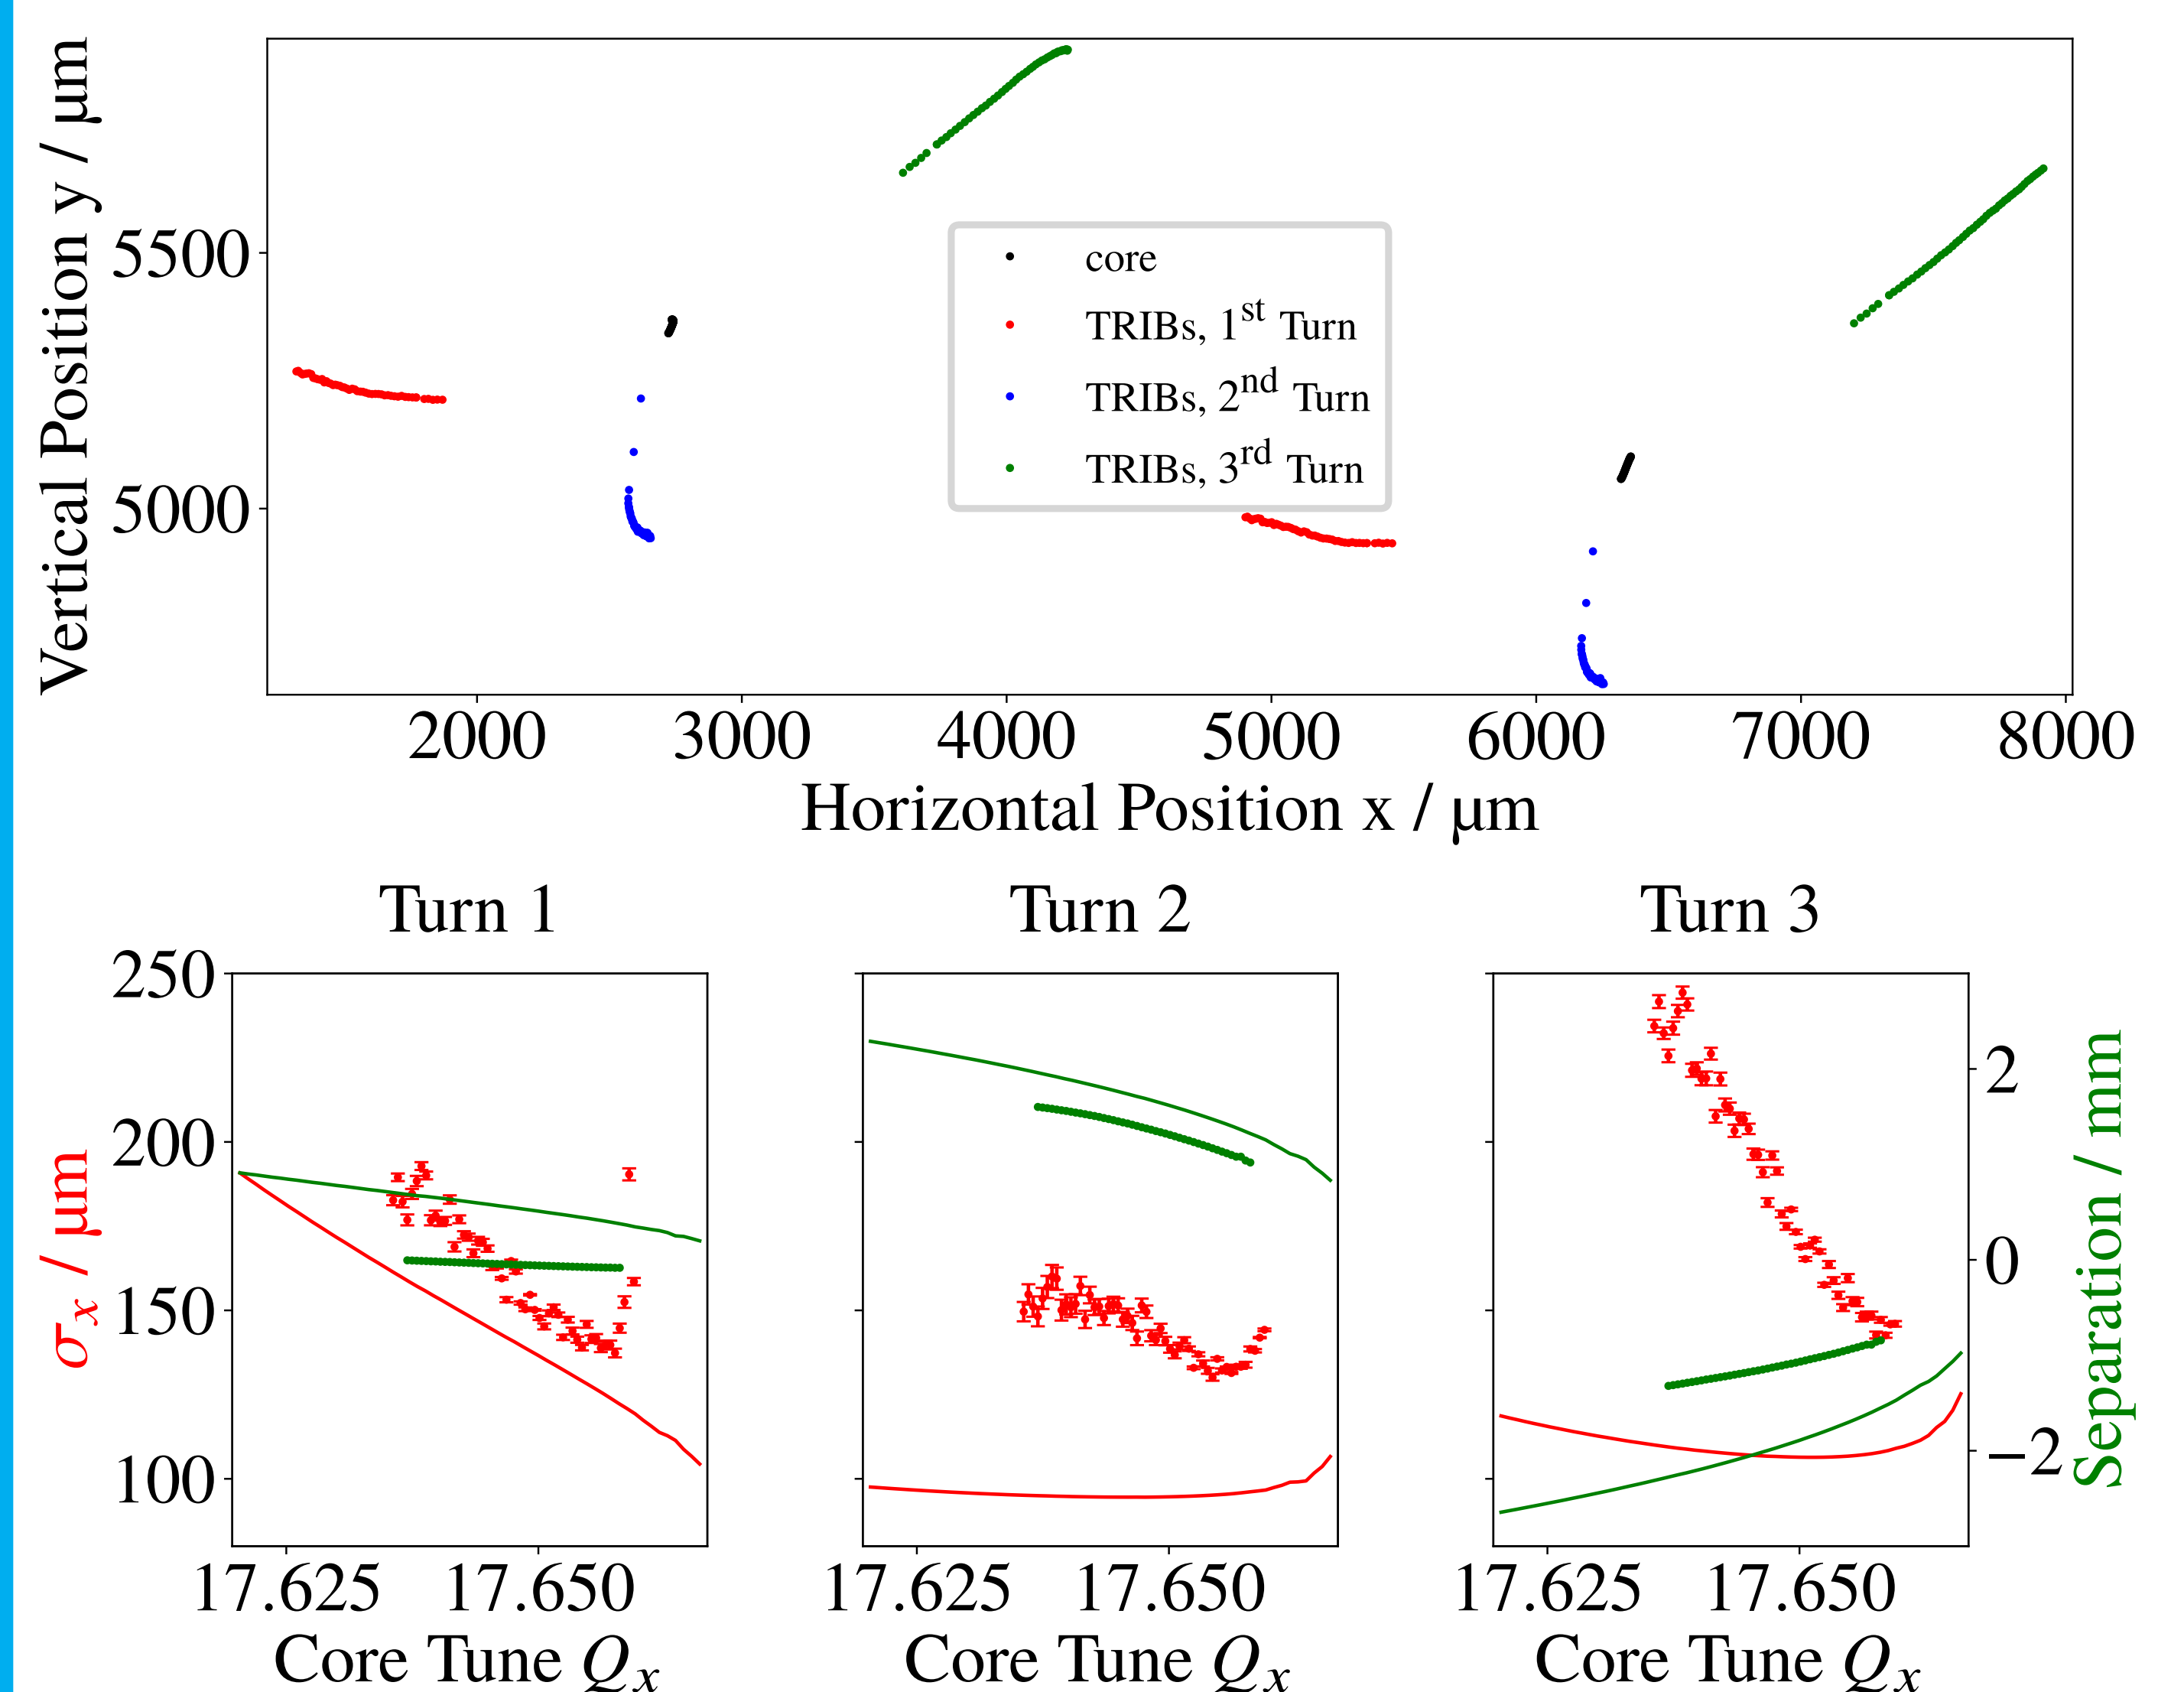 Vertical Position y / μm
5500
5000
core
TRIBs, 1st Turn
TRIBs, 2nd Turn
TRIBs, 3rd Turn
2000 3000 4000 5000 6000 7000 8000
Horizontal Position x / μm
Turn 1 Turn 2 Turn 3
σx / μm
250
200
150
100
2
0
−2
Separation / mm
17.625 17.650 17.625 17.650 17.625 17.650
Core Tune Qx Core Tune Qx Core Tune Qx